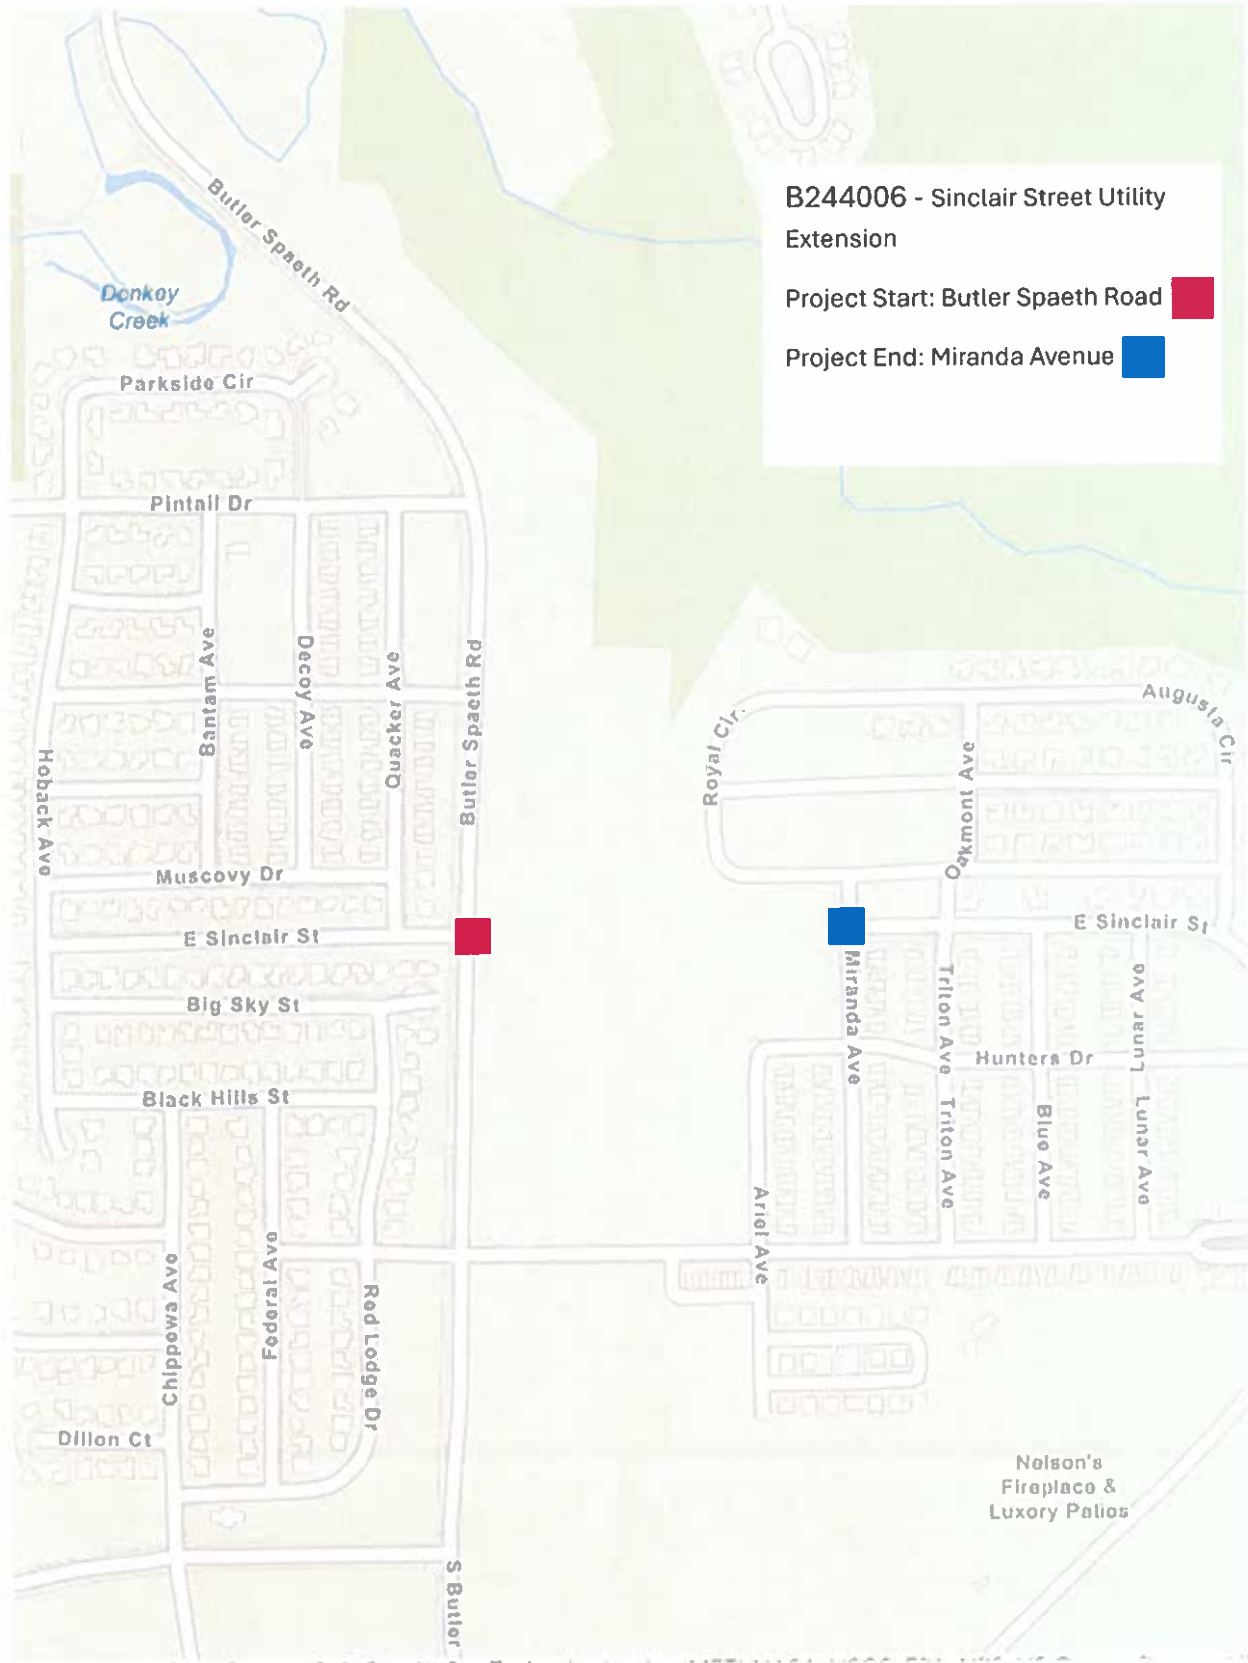 B244006 - Sinclair Street Utility
Extension
Project Start: Butler Spaeth Road
Project End: Miranda Avenue
Butler Spaeth Rd
Donkey
Creek
Parkside Cir
Pintail Dr
Bantam Ave
Decoy Ave
Quacker Ave
Butler Spaeth Rd
Hoback Ave
Royal Cir
Augusta Cir
Oakmont Ave
Muscovy Dr
E Sinclair St
E Sinclair St
Big Sky St
Miranda Ave
Triton Ave
Lunar Ave
Hunters Dr
Black Hills St
Triton Ave
Blue Ave
Lunar Ave
Ariel Ave
Chippewa Ave
Federal Ave
Red Lodge Dr
Dillon Ct
Nelson's
Fireplace &
Luxory Patios
S Butler